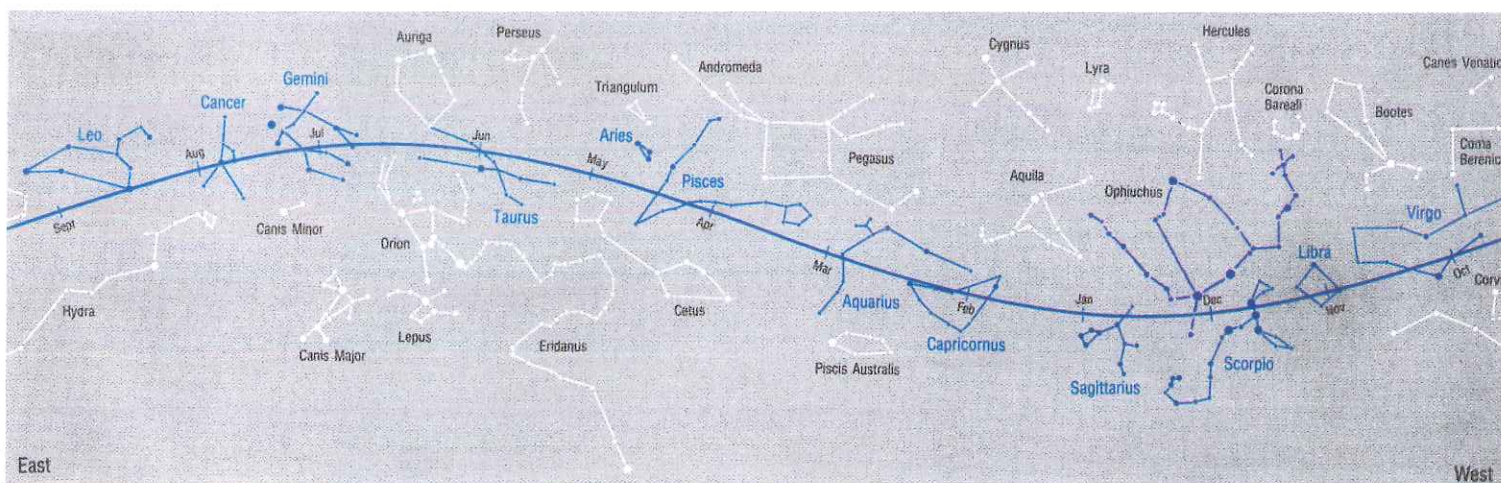 Auriga
Perseus
Cygnus
Hercules
Gemini
Andromeda
Lyra
Canes Venatic
Cancer
Triangulum
Corona
Bareali
Bootes
Leo
Jul
Jun
Aries
Aug
May
Pegasus
Coma
Berenic
Pisces
Aquila
Ophiuchus
Sept
Taurus
Apr
Virgo
Canis Minor
Orion
Mar
Libra
Oct
Hydra
Cetus
Aquarius
Feb
Jan
Dec
Nov
Corv
Lepus
Eridanus
Capricornus
Canis Major
Piscis Australis
Sagittarius
Scorpio
East
West